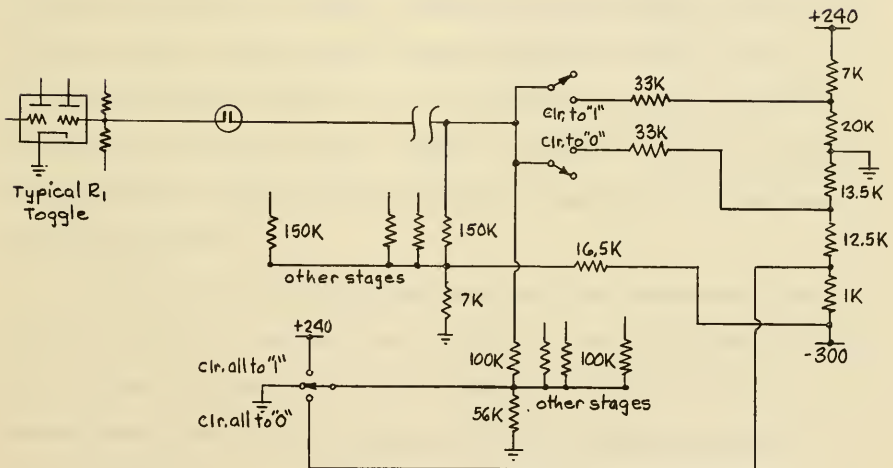 +240
7K
33K
Clr. to "1"
JL
Clr. to "0"
33K
20K
Typical R1
Toggle
13.5K
150K
150K
12.5K
16.5K
other stages
7K
1K
+240
-300
Clr. all to "1"
100K
100K
Clr. all to "0"
56K
other stages